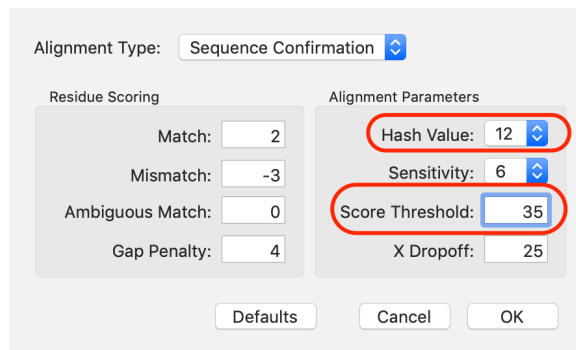 Alignment Type: Sequence Confirmation
Residue Scoring
Match: 2
Mismatch: -3
Ambiguous Match: 0
Gap Penalty: 4
Alignment Parameters
Hash Value: 12
Sensitivity: 6
Score Threshold: 35
X Dropoff: 25
Defaults Cancel OK